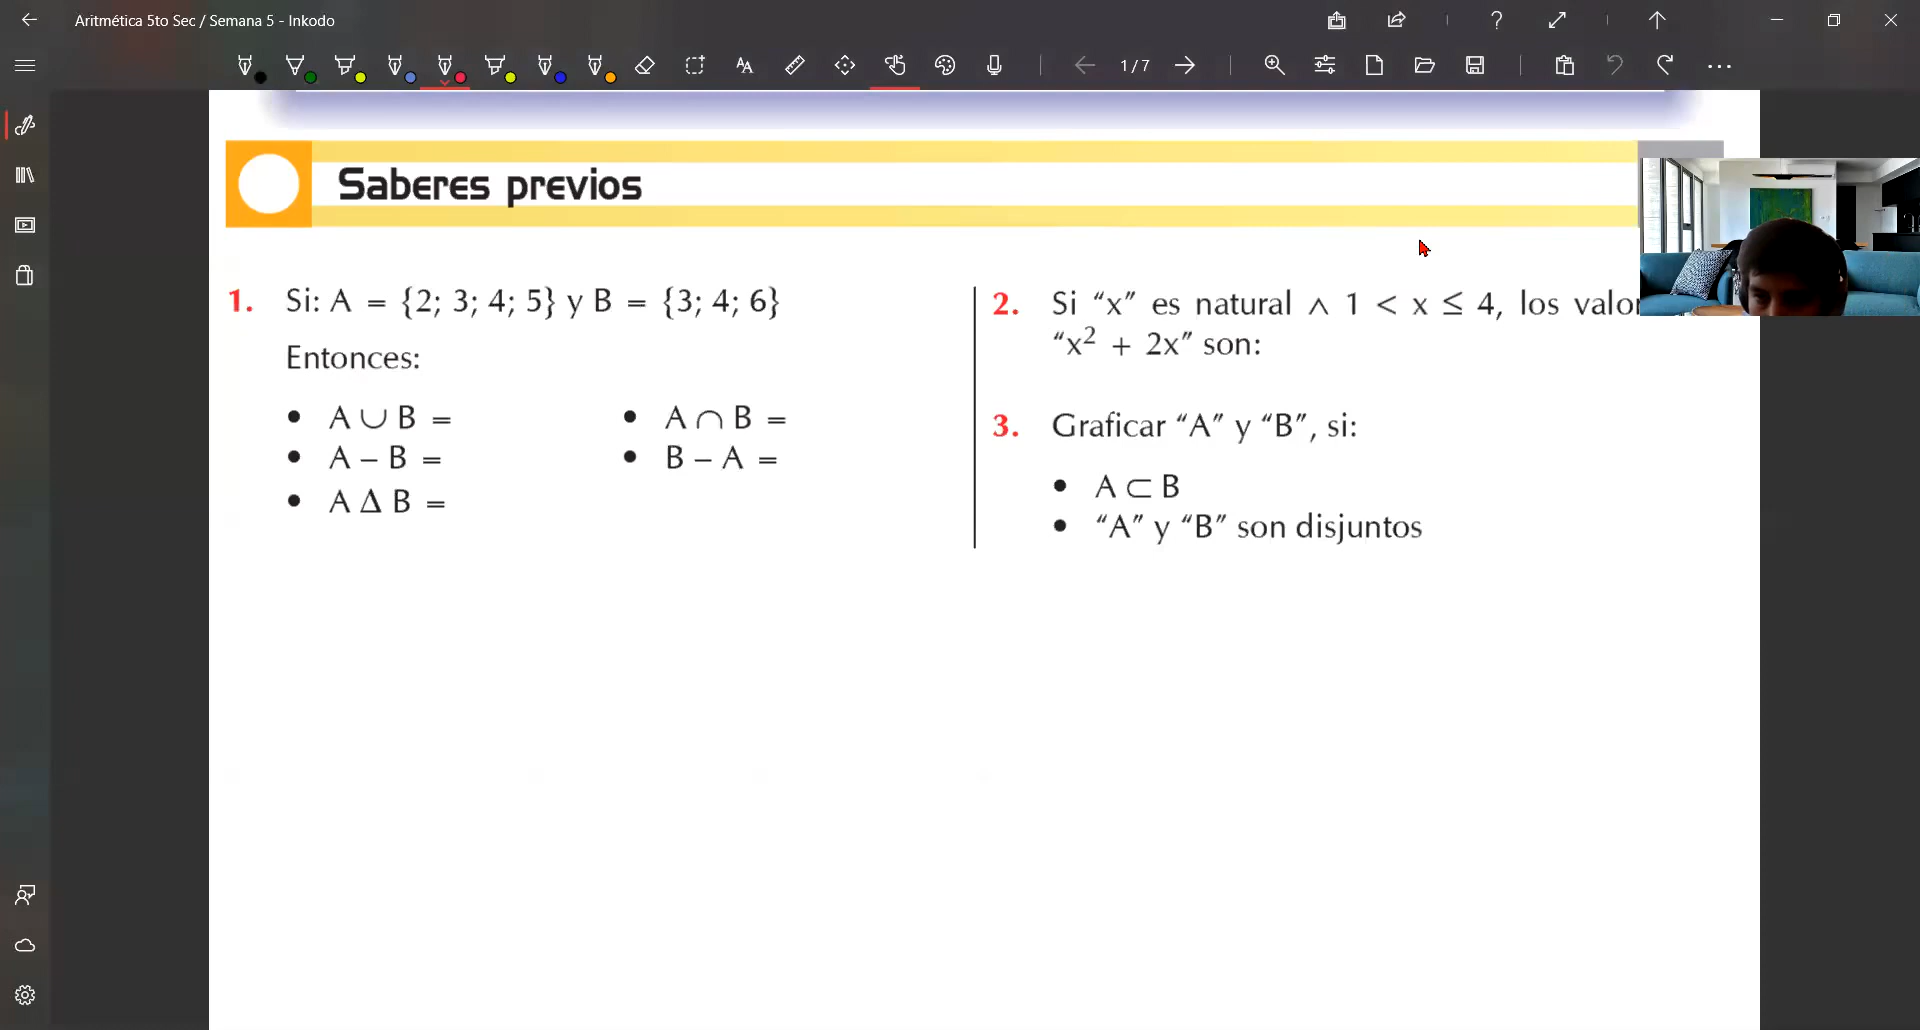 Aritmética 5to Sec / Semana 5 - Inkodo
1 / 7
Saberes previos
1. Si: A = {2; 3; 4; 5} y B = {3; 4; 6}
Entonces:
• A ∪ B =
• A ∩ B =
• A – B =
• B – A =
• A Δ B =
2. Si “x” es natural ∧ 1 < x ≤ 4, los
“x² + 2x” son:
3. Graficar “A” y “B”, si:
• A ⊂ B
• “A” y “B” son disjuntos